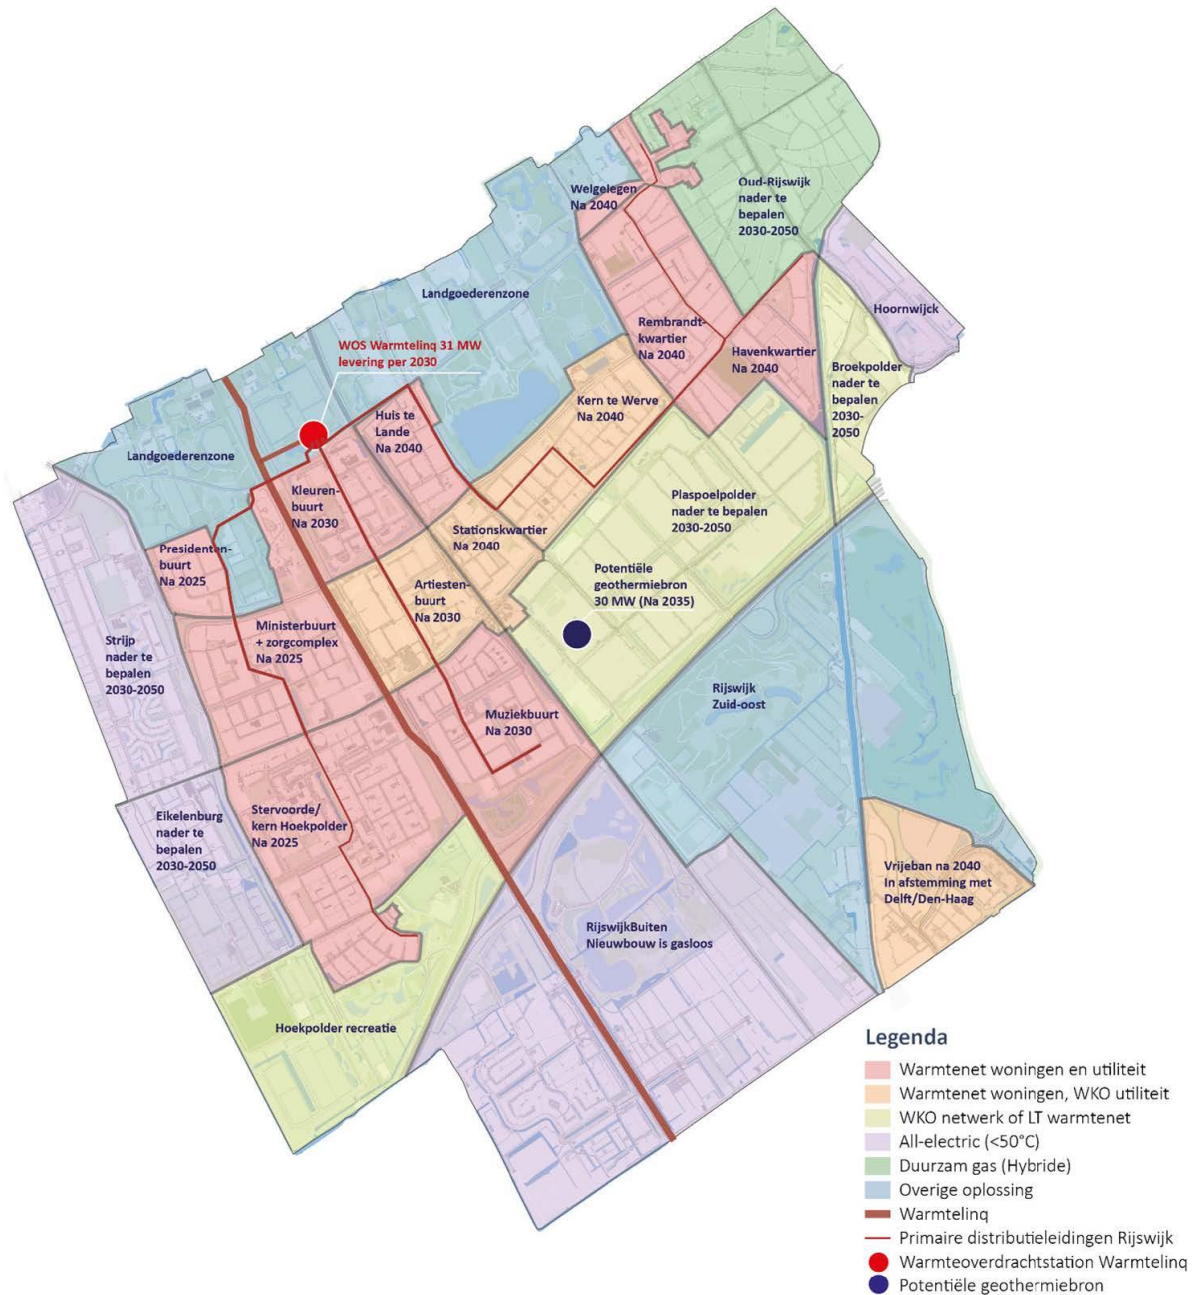 Welgelegen
Na 2040
Oud-Rijswijk
nader te
bepalen
2030-2050
Landgoederenzone
Hoornwijck
Rembrandt-
kwartier
Na 2040
Havenkwartier
Na 2040
WOS Warmtelinq 31 MW
levering per 2030
Broekpolder
nader te
bepalen
2030-
2050
Kern te Werve
Na 2040
Huis te
Lande
Na 2040
Landgoederenzone
Kleuren-
buurt
Na 2030
Plaspoelpolder
nader te bepalen
2030-2050
Stationskwartier
Na 2040
Presidenten-
buurt
Na 2025
Potentiële
geothermiebron
30 MW (Na 2035)
Artiesten-
buurt
Na 2030
Ministerbuurt
+ zorgcomplex
Na 2025
Strijp
nader te
bepalen
2030-2050
Rijswijk
Zuid-oost
Muziekbuurt
Na 2030
Stervoorde/
kern Hoekpolder
Na 2025
Eikelenburg
nader te
bepalen
2030-2050
Vrijeban na 2040
In afstemming met
Delft/Den-Haag
RijswijkBuiten
Nieuwbouw is gasloos
Hoekpolder recreatie
Legenda
Warmtenet woningen en utiliteit
Warmtenet woningen, WKO utiliteit
WKO netwerk of LT warmtenet
All-electric (<50°C)
Duurzam gas (Hybride)
Overige oplossing
Warmtelinq
Primaire distributieleidingen Rijswijk
Warmteoverdrachtstation Warmtelinq
Potentiële geothermiebron